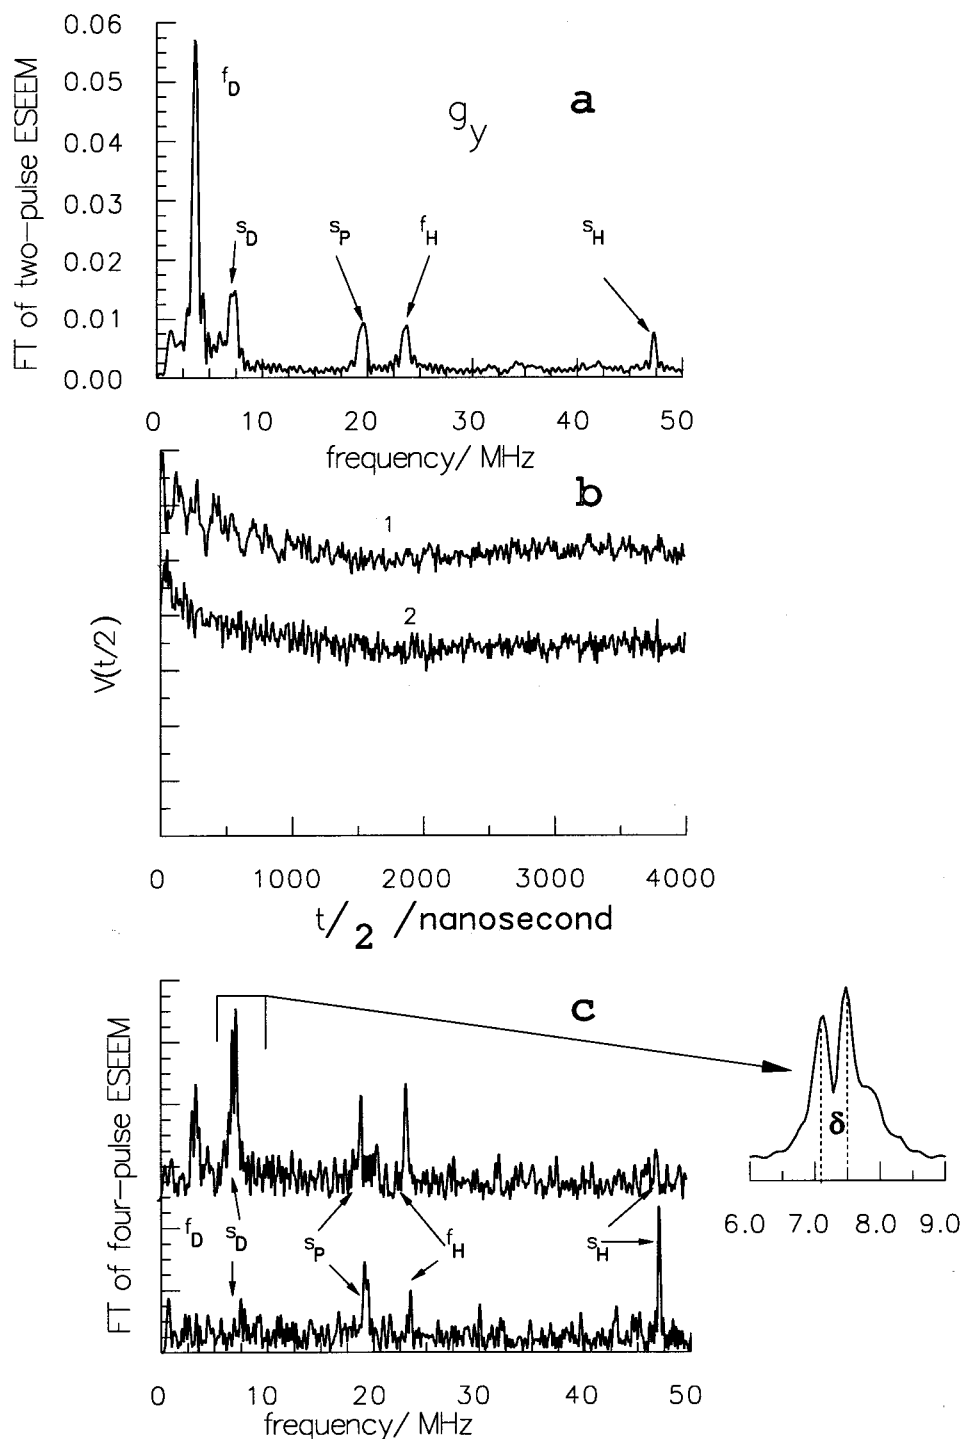 FT of two-pulse ESEEM
0.06
0.05
0.04
0.03
0.02
0.01
0.00
f_D
g_y
a
s_D
s_P
f_H
s_H
0 10 20 30 40 50
frequency/ MHz
b
1
2
V(t/2)
0 1000 2000 3000 4000
t/2 /nanosecond
c
FT of four-pulse ESEEM
δ
6.0 7.0 8.0 9.0
f_D s_D s_P f_H s_H
0 10 20 30 40 50
frequency/ MHz